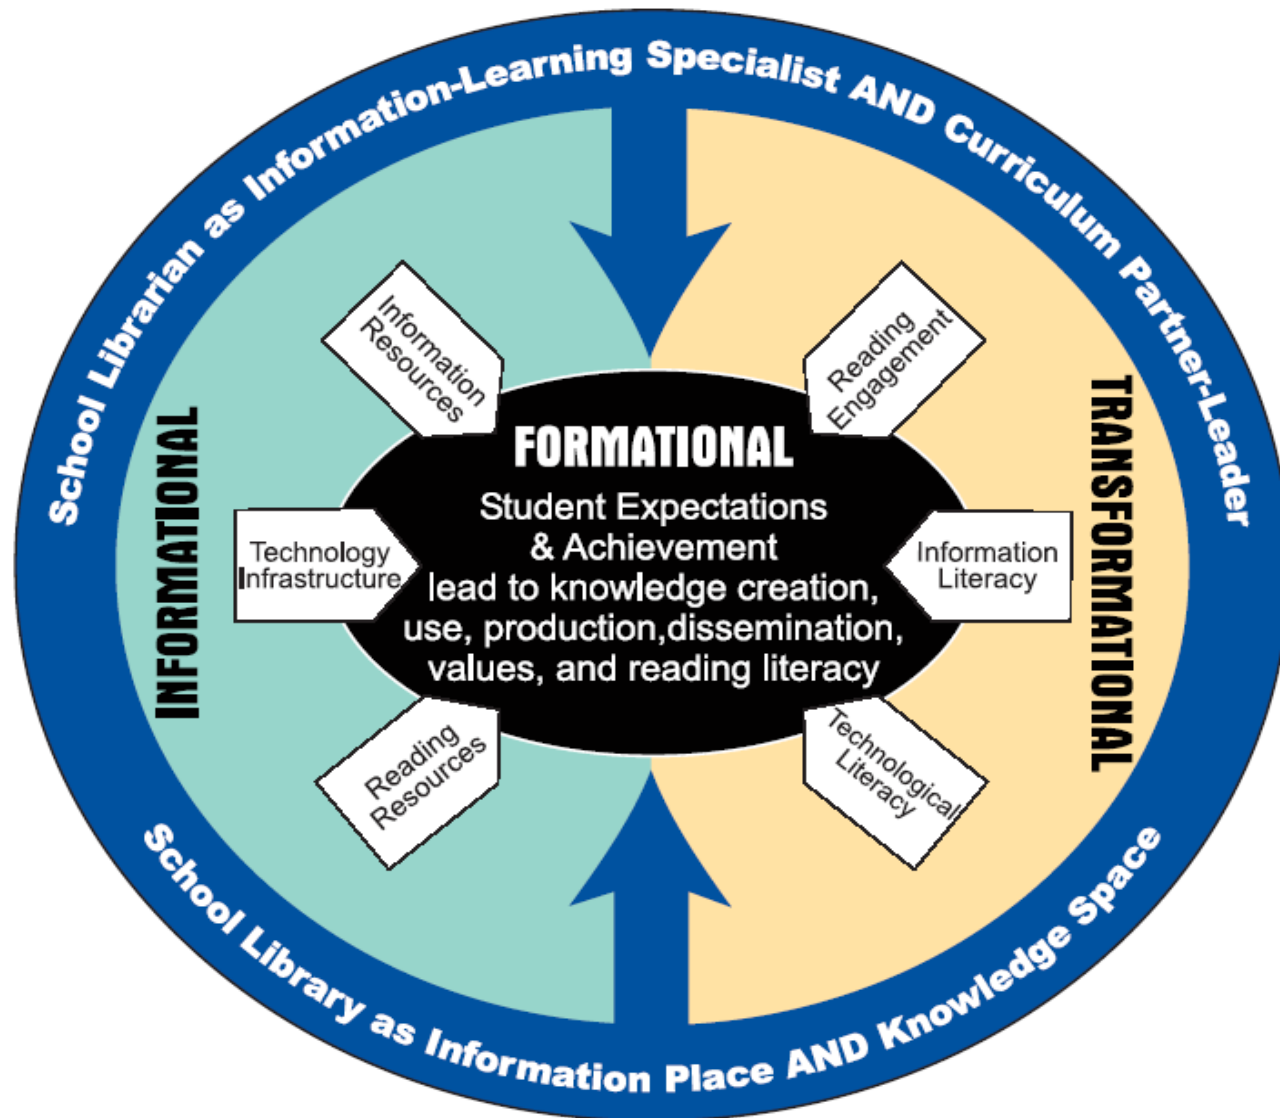 School Librarian as Information-Learning Specialist AND Curriculum Partner-Leader
INFORMATIONAL
Information
Resources
Technology
Infrastructure
Reading
Resources
FORMATIONAL
Student Expectations
& Achievement
lead to knowledge creation,
use, production,dissemination,
values, and reading literacy
Reading
Engagement
Information
Literacy
Technological
Literacy
TRANSFORMATIONAL
School Library as Information Place AND Knowledge Space